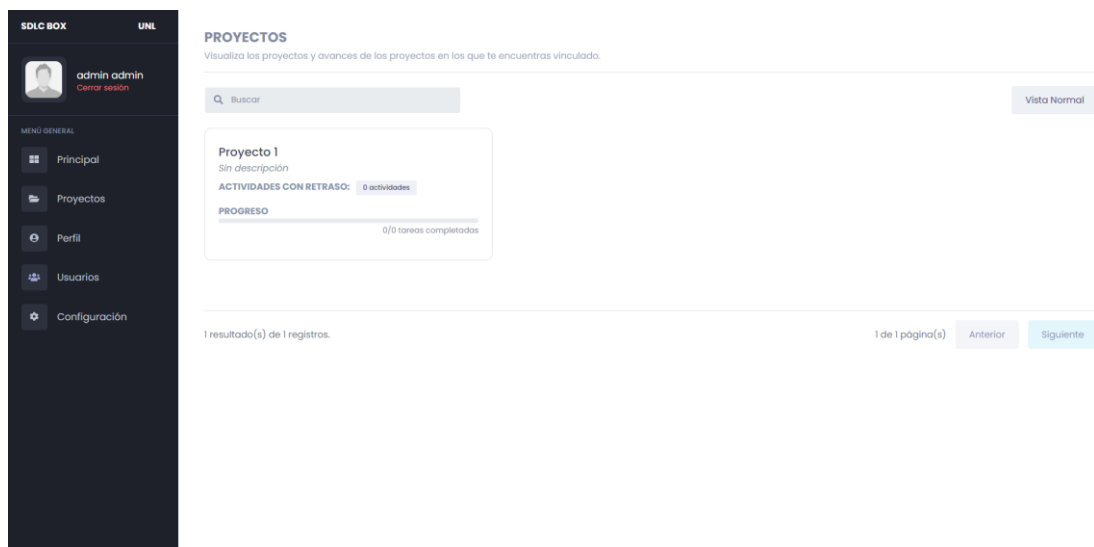 SDLC BOX UNL
admin admin
Cerrar sesión
MENÚ GENERAL
Principal
Proyectos
Perfil
Usuarios
Configuración
PROYECTOS
Visualiza los proyectos y avances de los proyectos en los que te encuentras vinculado.
Buscar
Vista Normal
Proyecto 1
Sin descripción
ACTIVIDADES CON RETRASO: 0 actividades
PROGRESO
0/0 tareas completadas
1 resultado(s) de 1 registros.
1 de 1 página(s) Anterior Siguiente